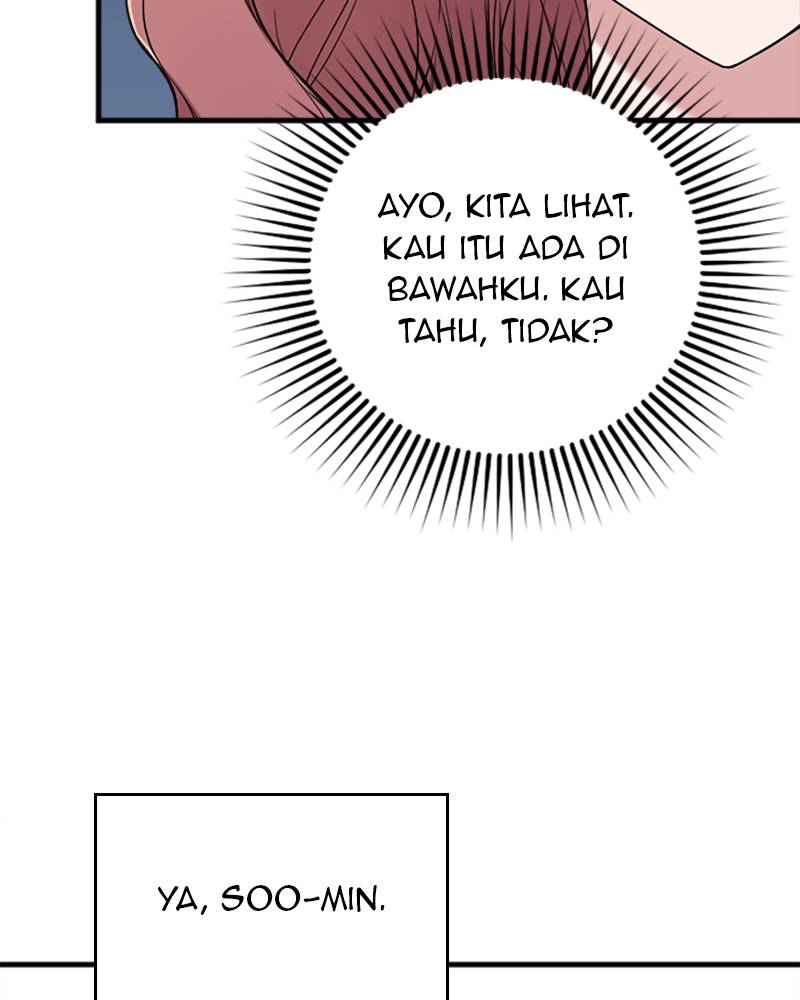 AYO, KITA LIHAT.
KAU ITU ADA DI
BAWAHKU. KAU
TAHU, TIDAK?
YA, SOO-MIN.